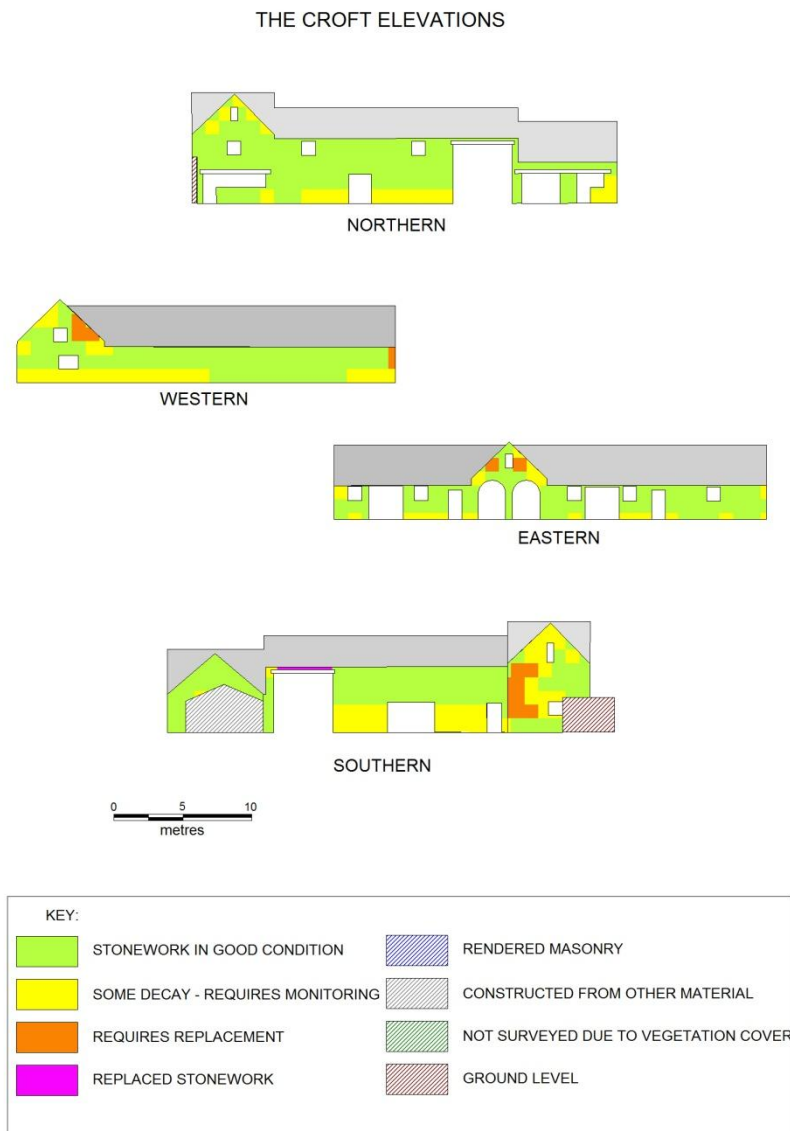 THE CROFT ELEVATIONS
NORTHERN
WESTERN
EASTERN
SOUTHERN
0 5 10
metres
KEY:
STONEWORK IN GOOD CONDITION
RENDERED MASONRY
SOME DECAY - REQUIRES MONITORING
CONSTRUCTED FROM OTHER MATERIAL
REQUIRES REPLACEMENT
NOT SURVEYED DUE TO VEGETATION COVER
REPLACED STONEWORK
GROUND LEVEL